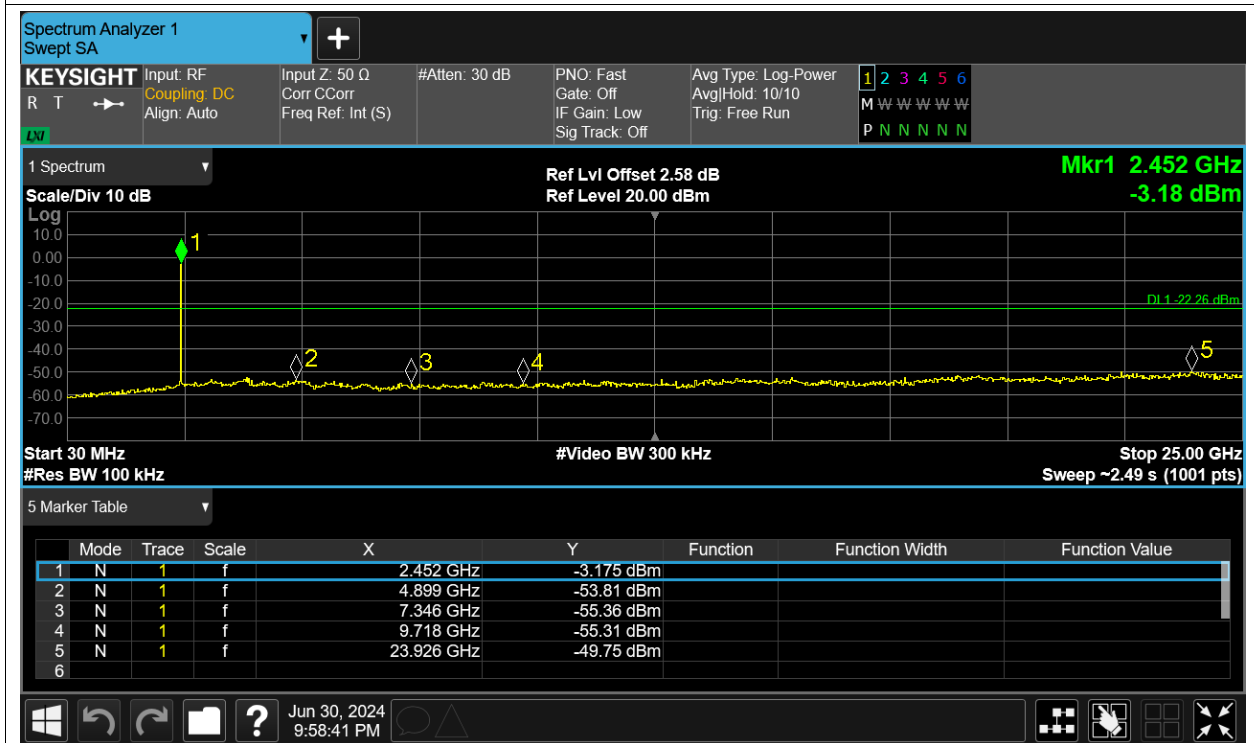 Spectrum Analyzer 1
Swept SA
+
KEYSIGHT
R T
LXI
Input: RF
Coupling: DC
Align: Auto
Input Z: 50 Ω
Corr CCorr
Freq Ref: Int (S)
#Atten: 30 dB
PNO: Fast
Gate: Off
IF Gain: Low
Sig Track: Off
Avg Type: Log-Power
Avg|Hold: 10/10
Trig: Free Run
1 2 3 4 5 6
M W W W W W
P N N N N N
1 Spectrum
Scale/Div 10 dB
Ref Lvl Offset 2.58 dB
Ref Level 20.00 dBm
Mkr1 2.452 GHz
-3.18 dBm
Log
10.0
0.00
-10.0
-20.0
-30.0
-40.0
-50.0
-60.0
-70.0
1
2
3
4
5
DL1 -22.26 dBm
Start 30 MHz
#Res BW 100 kHz
#Video BW 300 kHz
Stop 25.00 GHz
Sweep ~2.49 s (1001 pts)
5 Marker Table
Mode Trace Scale X Y Function Function Width Function Value
1 N 1 f 2.452 GHz -3.175 dBm
2 N 1 f 4.899 GHz -53.81 dBm
3 N 1 f 7.346 GHz -55.36 dBm
4 N 1 f 9.718 GHz -55.31 dBm
5 N 1 f 23.926 GHz -49.75 dBm
6
?
Jun 30, 2024
9:58:41 PM